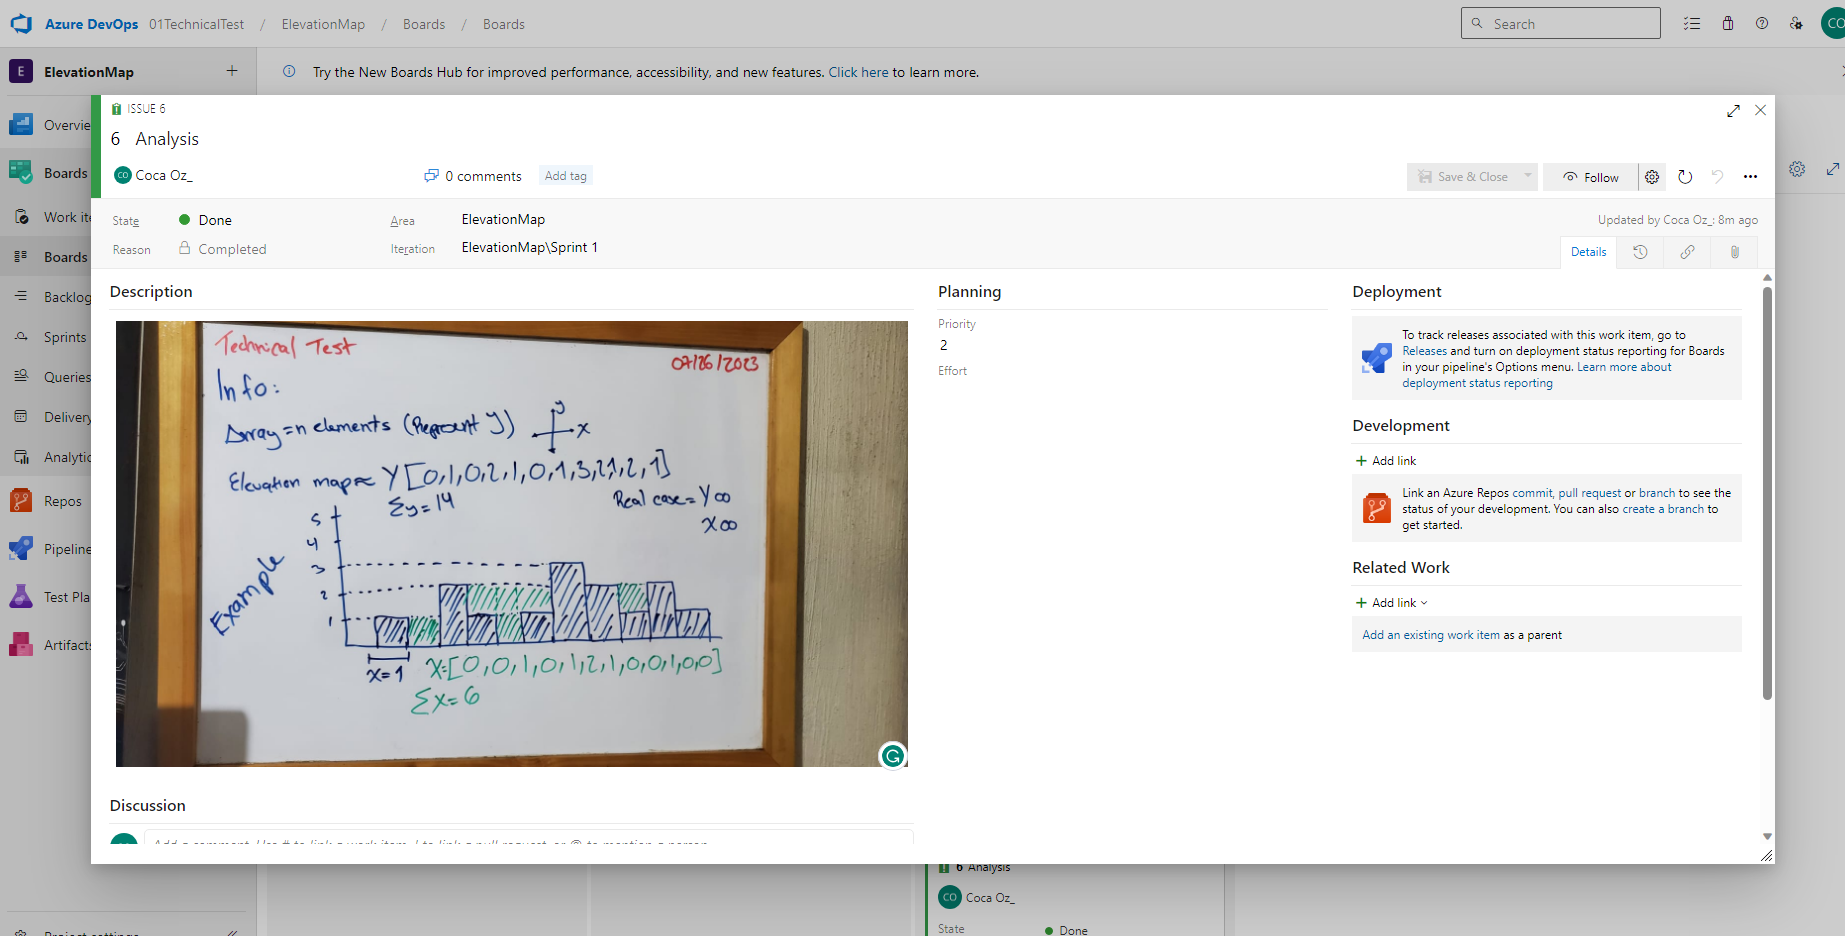 Azure DevOps 01TechnicalTest / ElevationMap / Boards / Boards
Search
CO
E ElevationMap
Try the New Boards Hub for improved performance, accessibility, and new features. Click here to learn more.
Overvie
Boards
Work ite
Boards
Backlog
Sprints
Queries
Delivery
Analytic
Repos
Pipeline
Test Pla
Artifacts
ISSUE 6
6 Analysis
CO Coca Oz_
0 comments
Add tag
Save & Close
Follow
State
Done
Area
ElevationMap
Updated by Coca Oz_: 8m ago
Reason
Completed
Iteration
ElevationMap\Sprint 1
Details
Description
Technical Test
07/26/2023
Info:
Array = n elements (Represent Y)
y
x
Elevation map = Y [0,1,0,2,1,0,1,3,2,1,2,1]
Σy=14
Real case = Y∞
X∞
Example
5
4
3
2
1
x=1
X=[0,0,1,0,1,2,1,0,0,1,0,0]
Σx=6
Discussion
Add a comment. Use # to link a work item, ! to link a pull request, or @ to mention a person.
Planning
Priority
2
Effort
Deployment
To track releases associated with this work item, go to
Releases and turn on deployment status reporting for Boards
in your pipeline's Options menu. Learn more about
deployment status reporting
Development
Add link
Link an Azure Repos commit, pull request or branch to see the
status of your development. You can also create a branch to
get started.
Related Work
Add link
Add an existing work item as a parent
6 Analysis
CO Coca Oz_
State
Done
Project settings